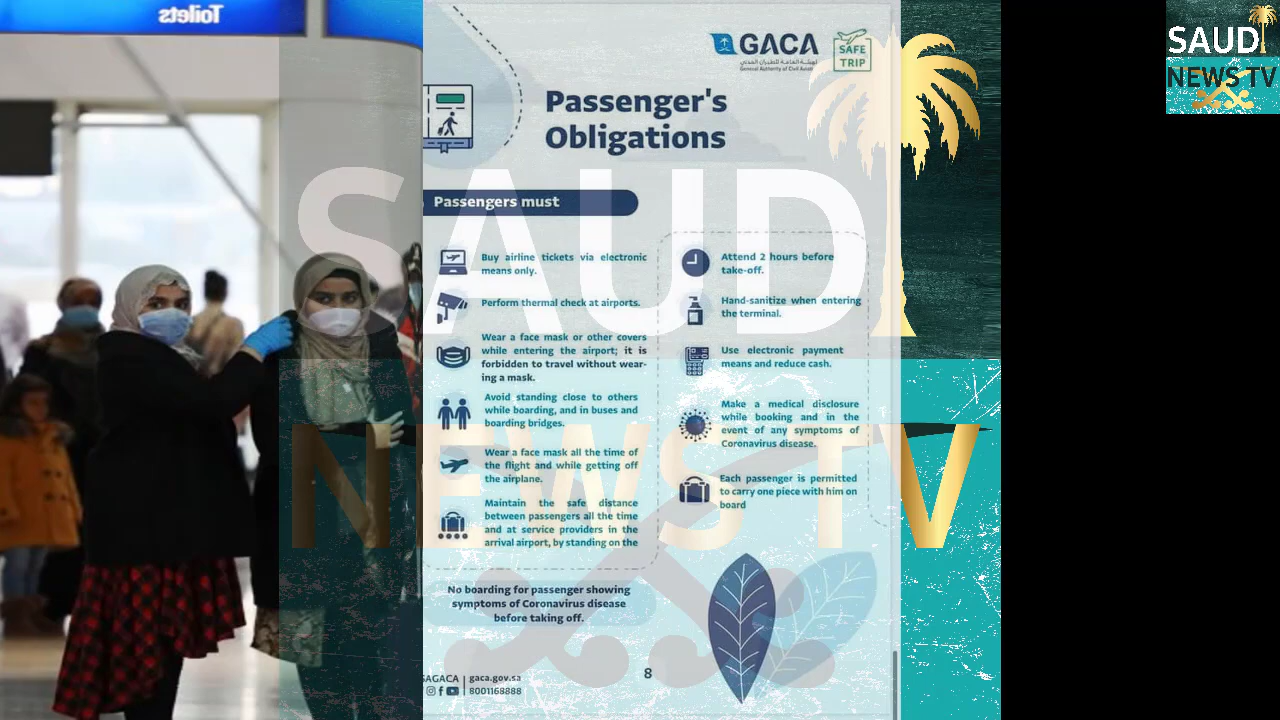 Toilets
GACA
الهيئة العامة للطيران المدني
General Authority of Civil Aviation
SAFE
TRIP
Passenger's
Obligations
Passengers must
Buy airline tickets via electronic
means only.
Perform thermal check at airports.
Wear a face mask or other covers
while entering the airport; it is
forbidden to travel without wear-
ing a mask.
Avoid standing close to others
while boarding, and in buses and
boarding bridges.
Wear a face mask all the time of
the flight and while getting off
the airplane.
Maintain the safe distance
between passengers all the time
and at service providers in the
arrival airport, by standing on the
Attend 2 hours before
take-off.
Hand-sanitize when entering
the terminal.
Use electronic payment
means and reduce cash.
Make a medical disclosure
while booking and in the
event of any symptoms of
Coronavirus disease.
Each passenger is permitted
to carry one piece with him on
board
No boarding for passenger showing
symptoms of Coronavirus disease
before taking off.
SAGACA
gaca.gov.sa
8001168888
8
SAUDI
NEWS TV
SAUDI
NEWS TV